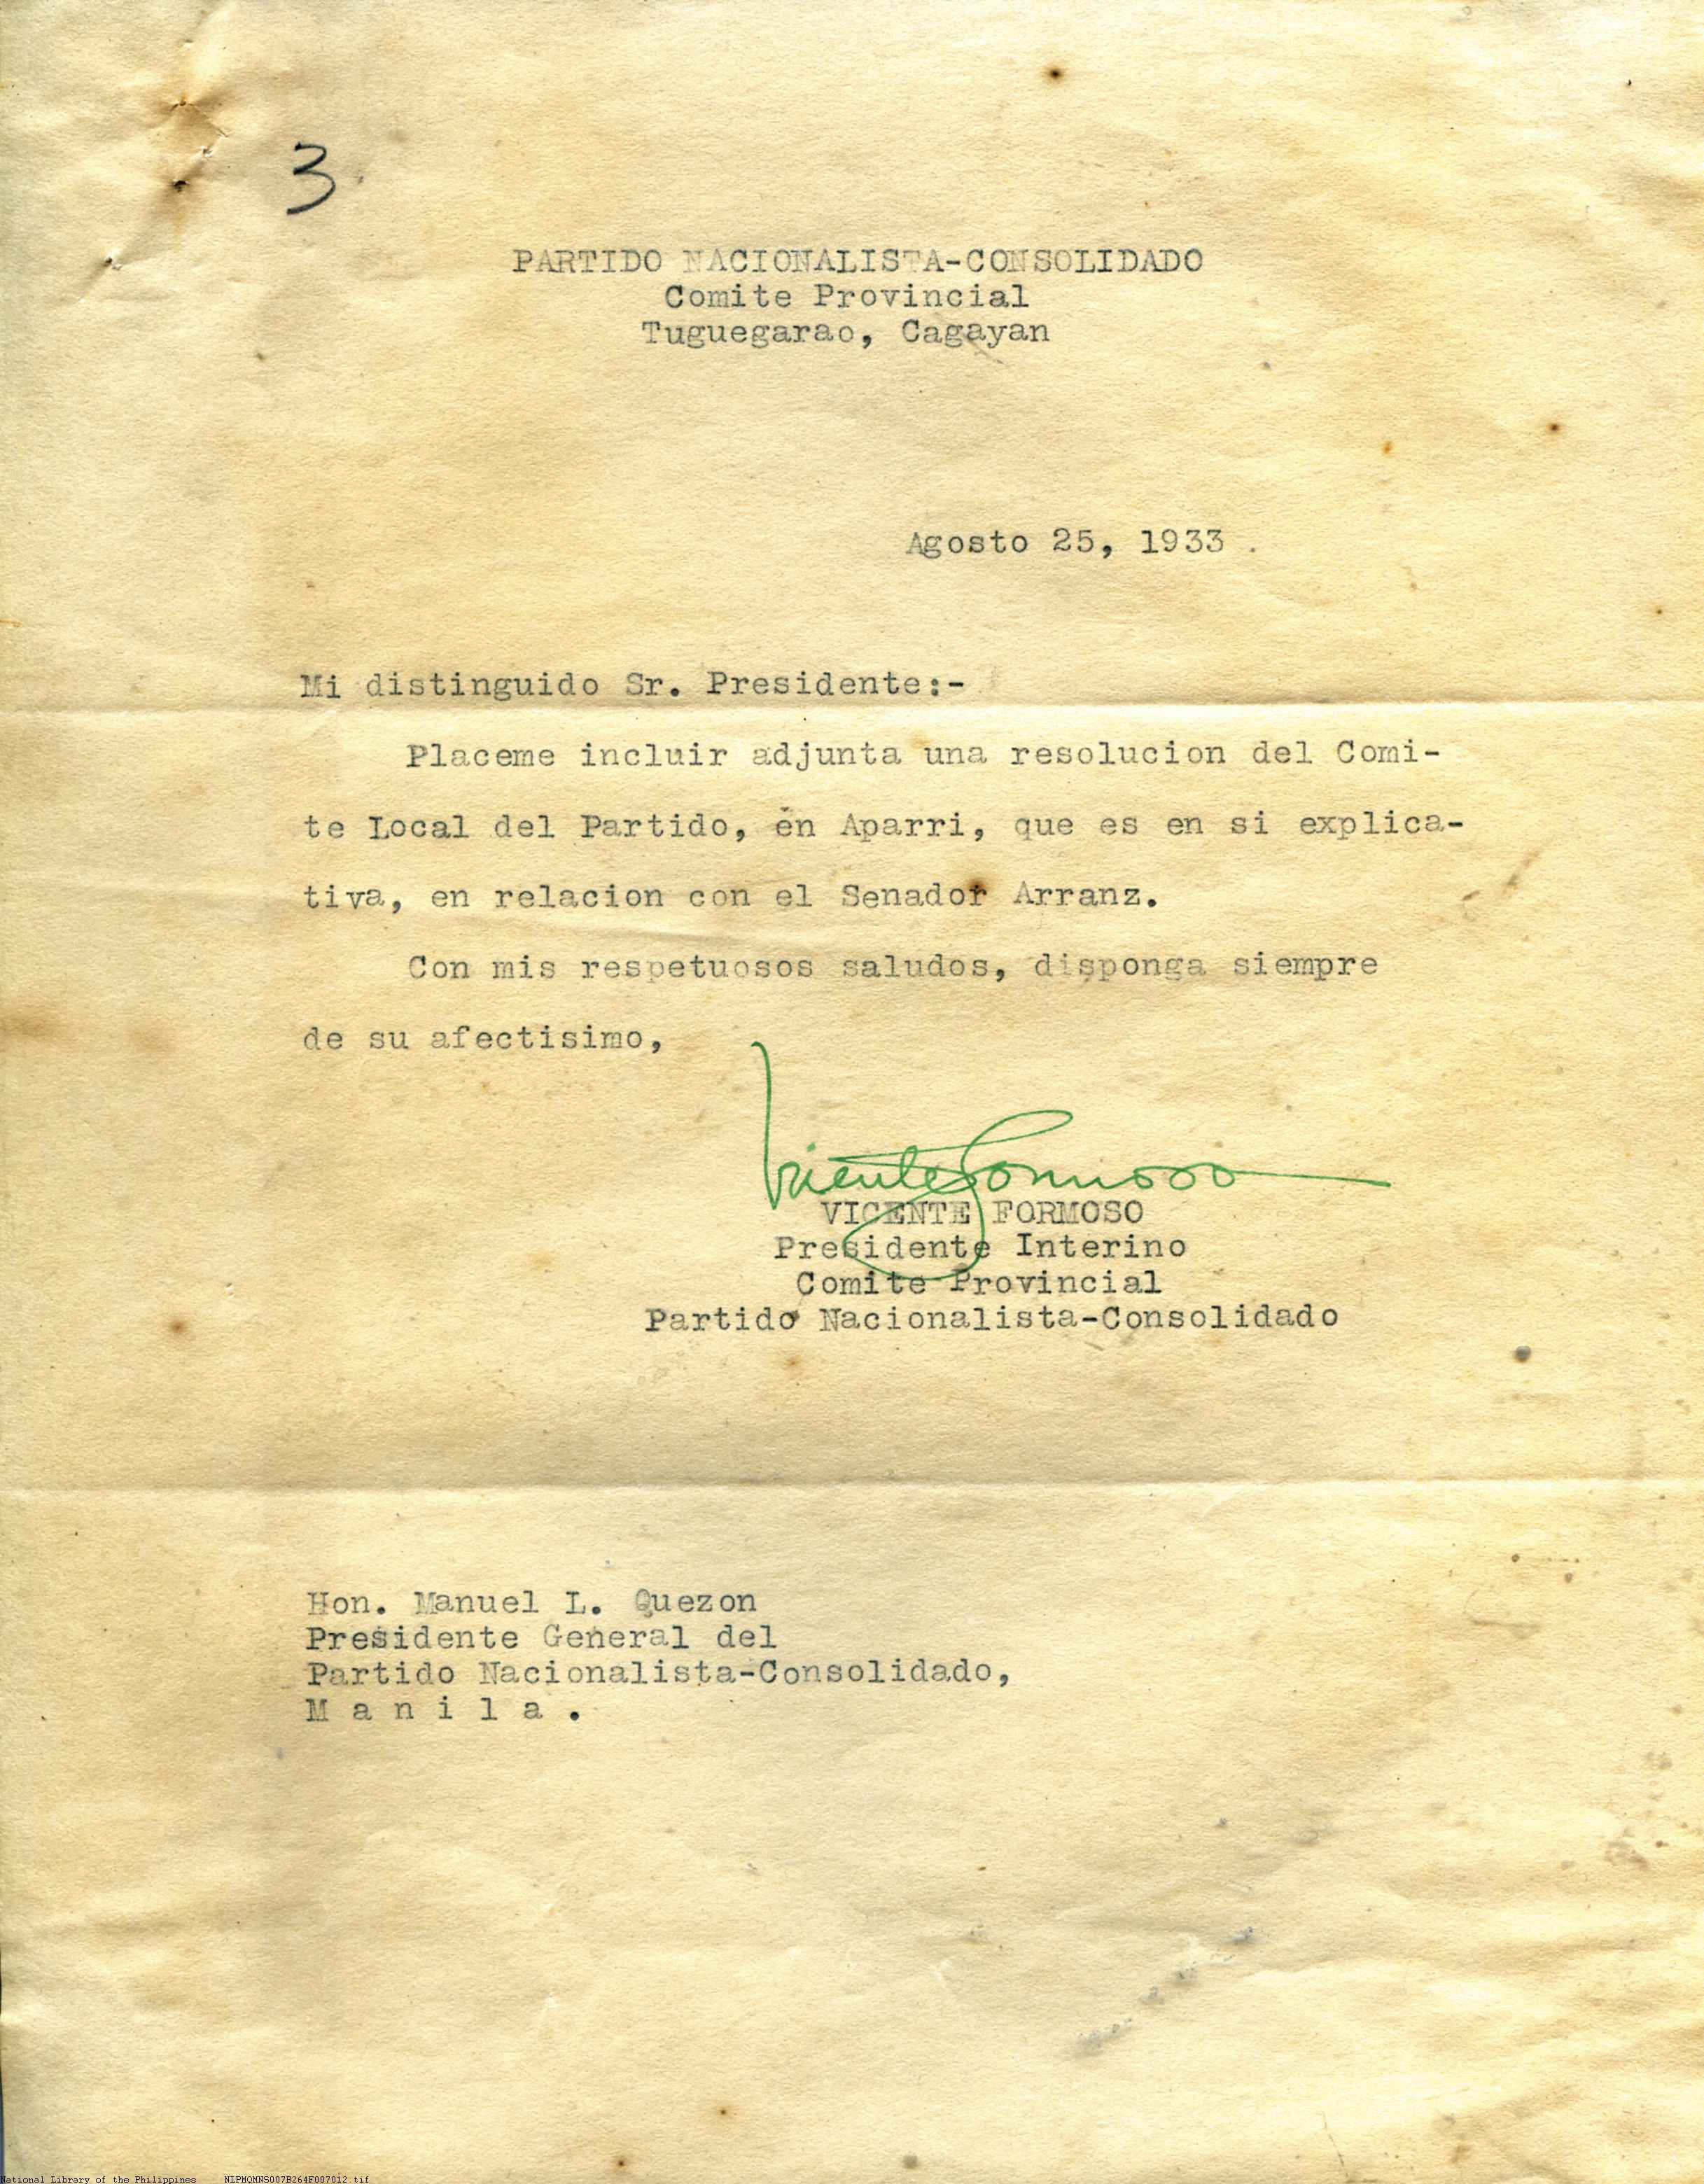 3
PARTIDO NACIONALISTA-CONSOLIDADO
Comite Provincial
Tuguegarao, Cagayan
Agosto 25, 1933 .
Mi distinguido Sr. Presidente:-
Placeme incluir adjunta una resolucion del Comi-
te Local del Partido, en Aparri, que es en si explica-
tiva, en relacion con el Senador Arranz.
Con mis respetuosos saludos, disponga siempre
de su afectisimo,
Vicente Formoso
VICENTE FORMOSO
Presidente Interino
Comite Provincial
Partido Nacionalista-Consolidado
Hon. Manuel L. Quezon
Presidente General del
Partido Nacionalista-Consolidado,
M a n i l a .
National Library of the Philippines NLPMQMNS007B264F007012.tif